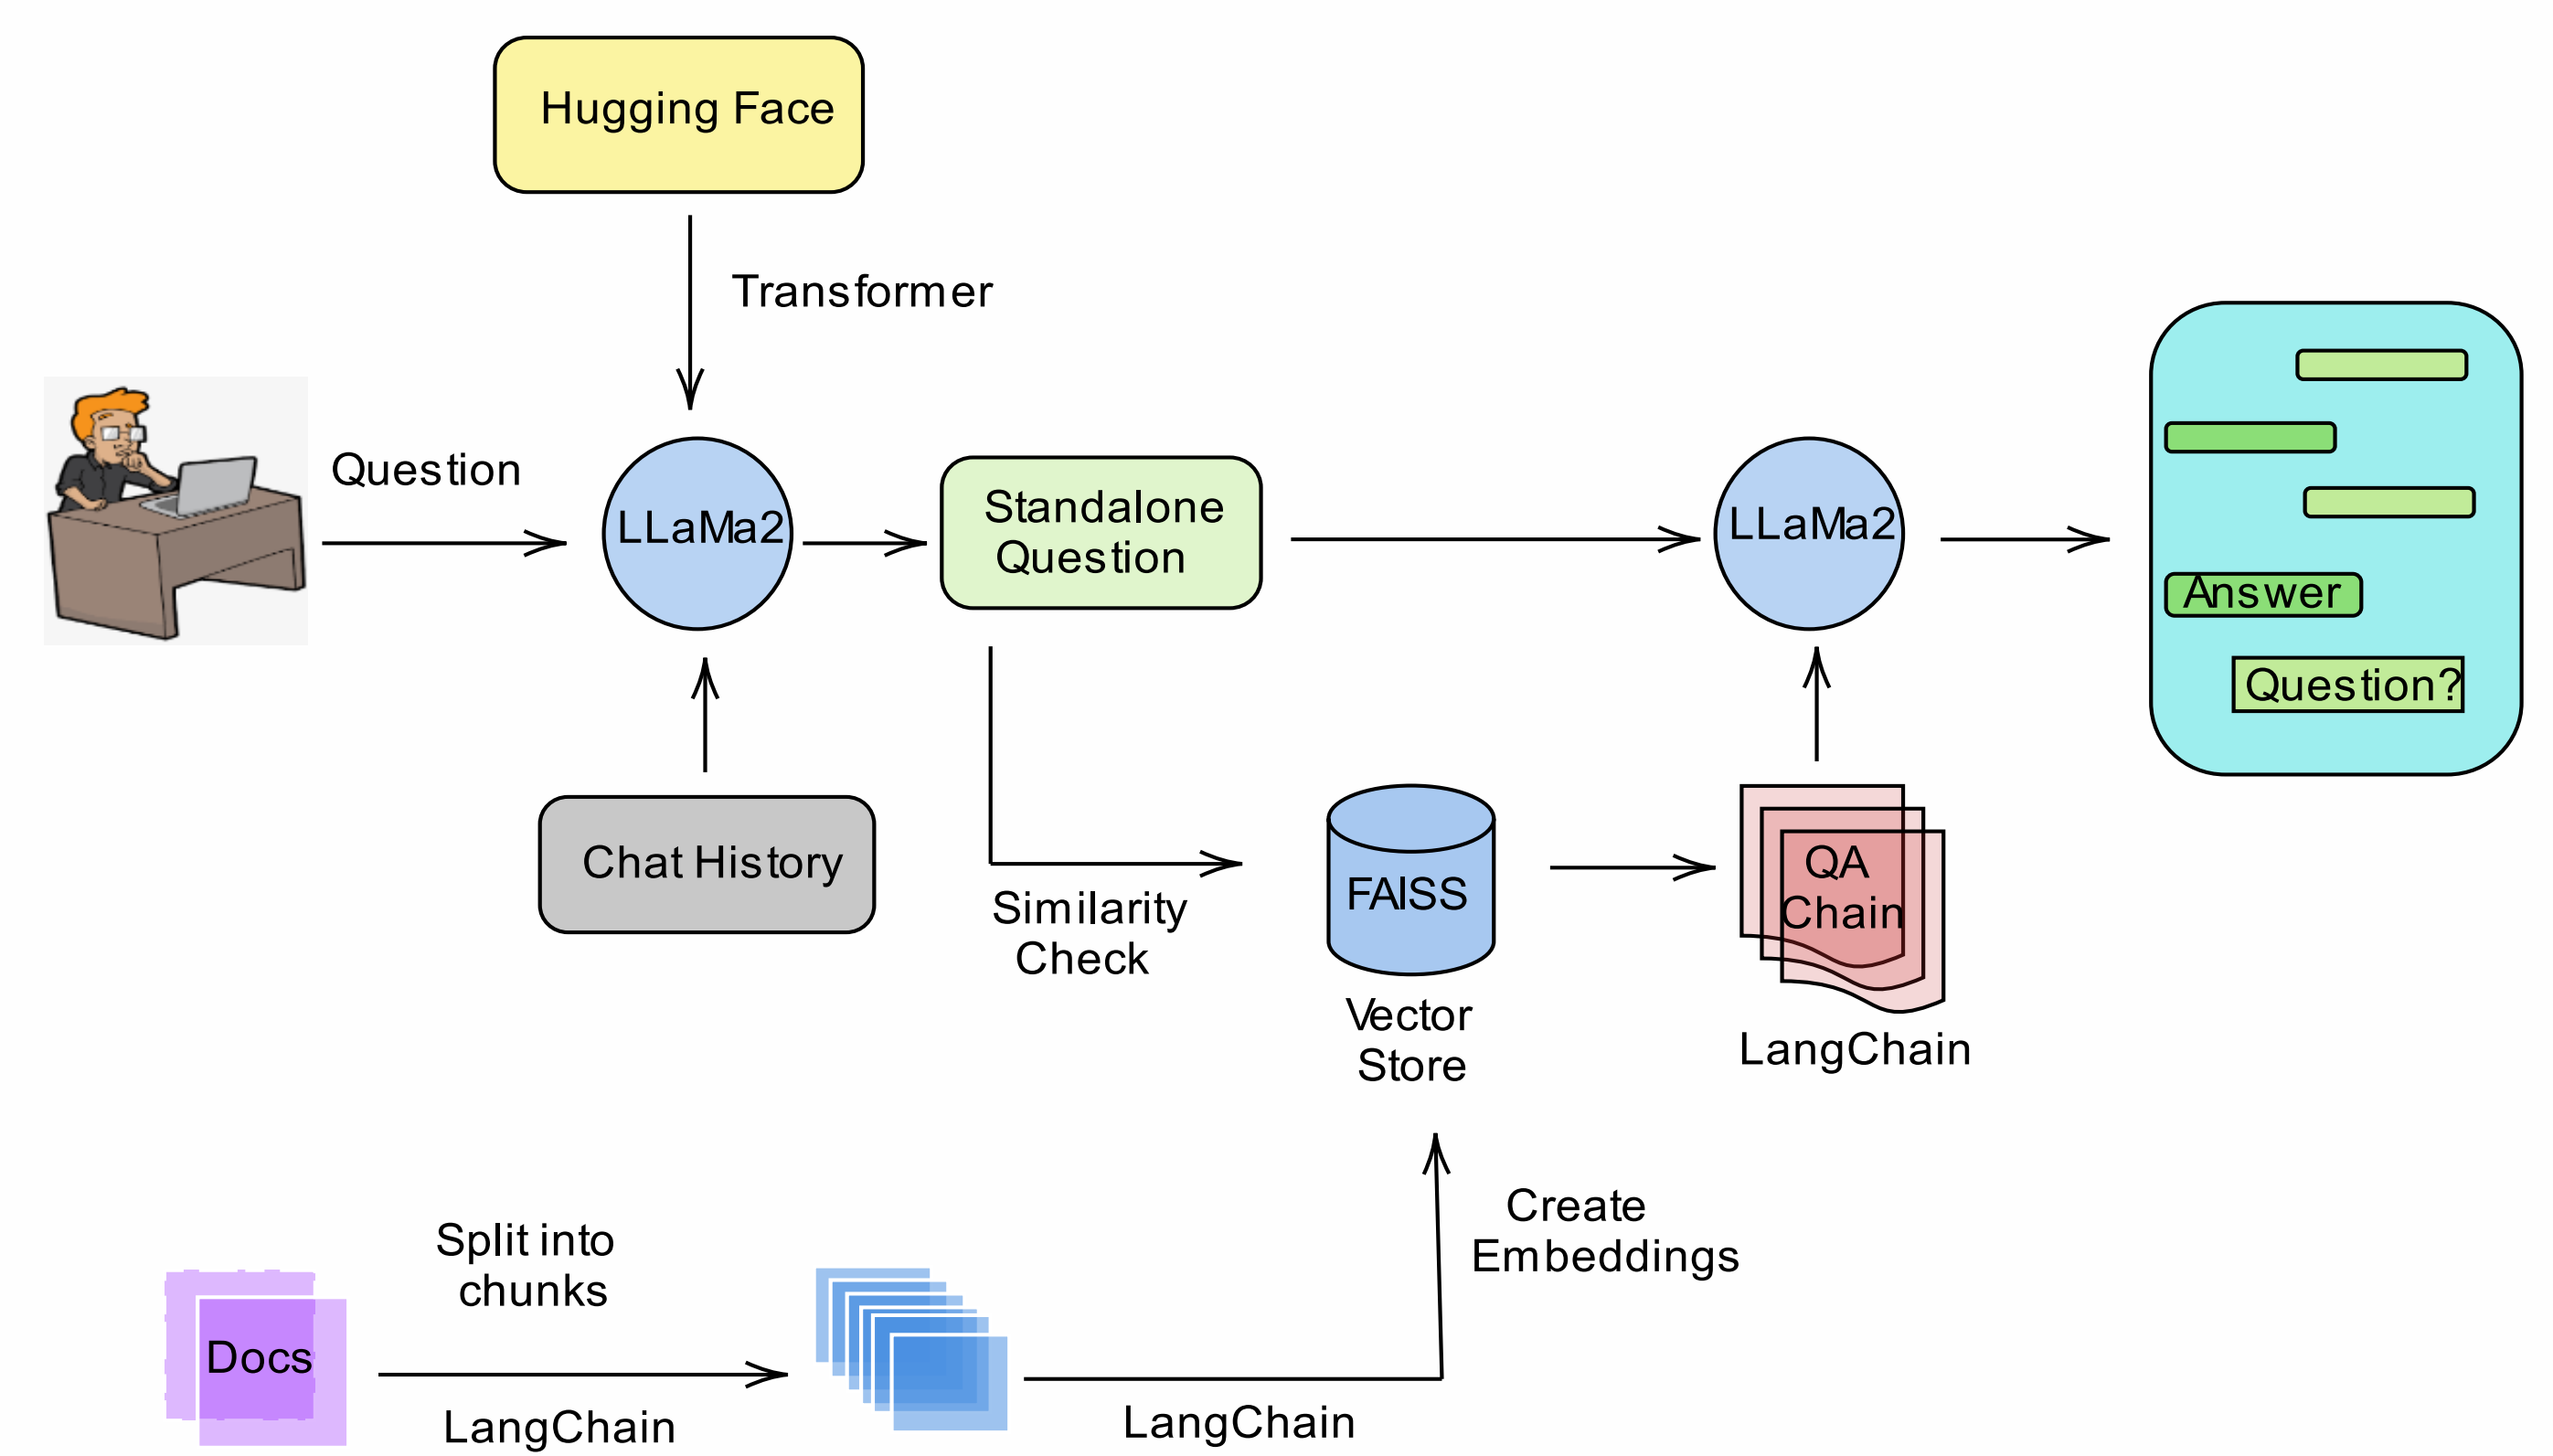 Hugging Face
Transformer
Question
LLaMa2
Standalone
Question
LLaMa2
Answer
Question?
Chat History
Similarity
Check
FAISS
Vector
Store
QA
Chain
LangChain
Create
Embeddings
Split into
chunks
Docs
LangChain
LangChain